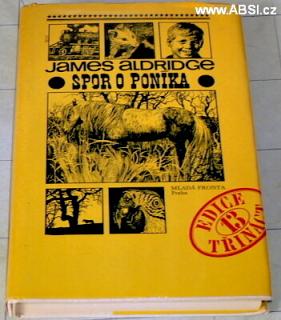 www.ABSI.cz
JAMES ALDRIDGE
SPOR O PONÍKA
MLADÁ FRONTA
Praha
EDICE
13
TŘINÁCT